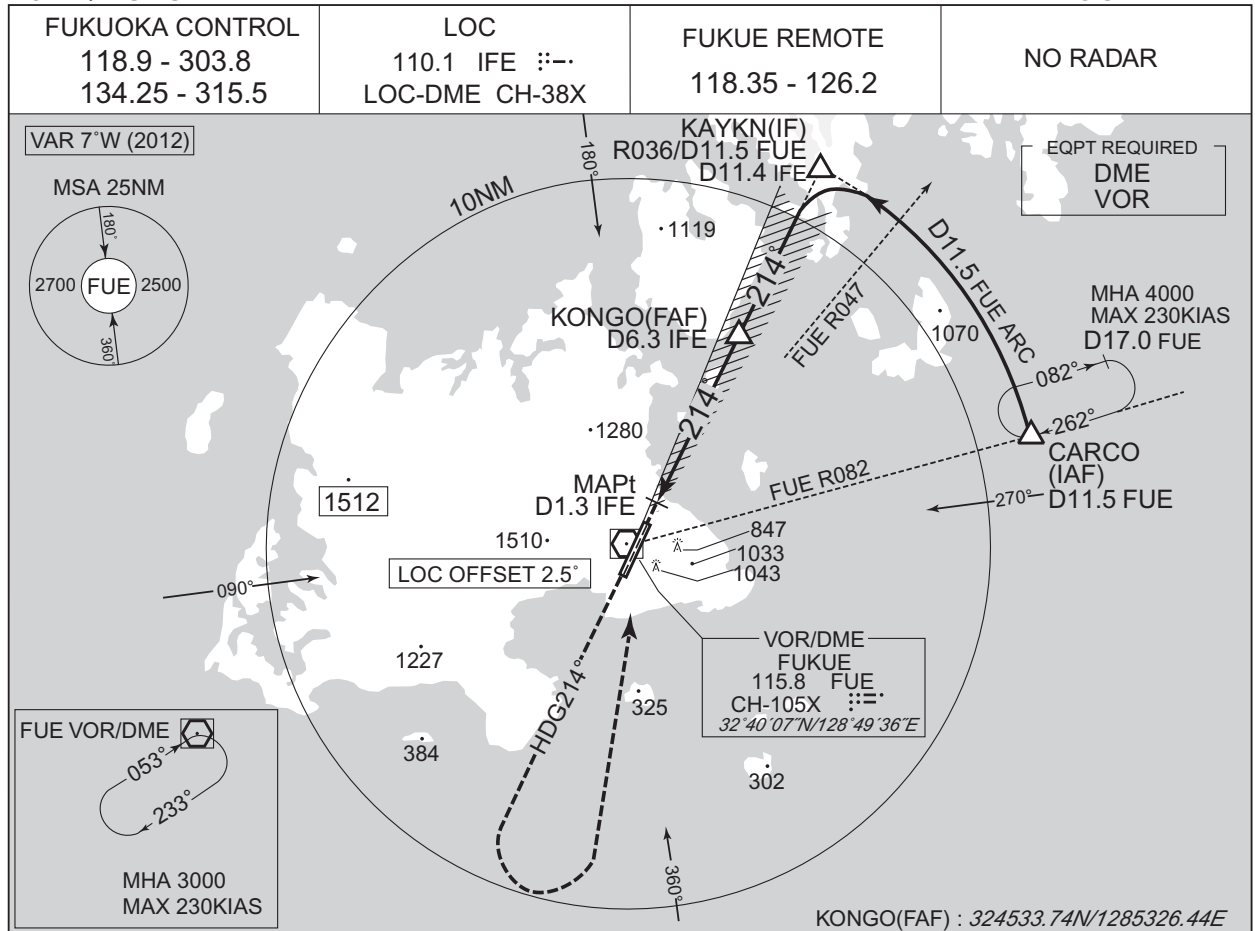 FUKUOKA CONTROL
118.9 - 303.8
134.25 - 315.5
LOC
110.1 IFE
LOC-DME CH-38X
FUKUE REMOTE
118.35 - 126.2
NO RADAR
VAR 7°W (2012)
MSA 25NM
180°
2700
FUE
2500
360°
10NM
180°
KAYKN(IF)
R036/D11.5 FUE
D11.4 IFE
EQPT REQUIRED
DME
VOR
1119
214°
D11.5 FUE ARC
FUE R047
KONGO(FAF)
D6.3 IFE
1070
MHA 4000
MAX 230KIAS
D17.0 FUE
082°
262°
CARCO
(IAF)
D11.5 FUE
270°
214°
1280
FUE R082
MAPt
D1.3 IFE
1512
1510
847
1033
1043
LOC OFFSET 2.5°
090°
VOR/DME
FUKUE
115.8 FUE
CH-105X
32°40´07˝N/128°49´36˝E
1227
HDG214°
325
384
302
FUE VOR/DME
053°
233°
MHA 3000
MAX 230KIAS
360°
KONGO(FAF) : 324533.74N/1285326.44E